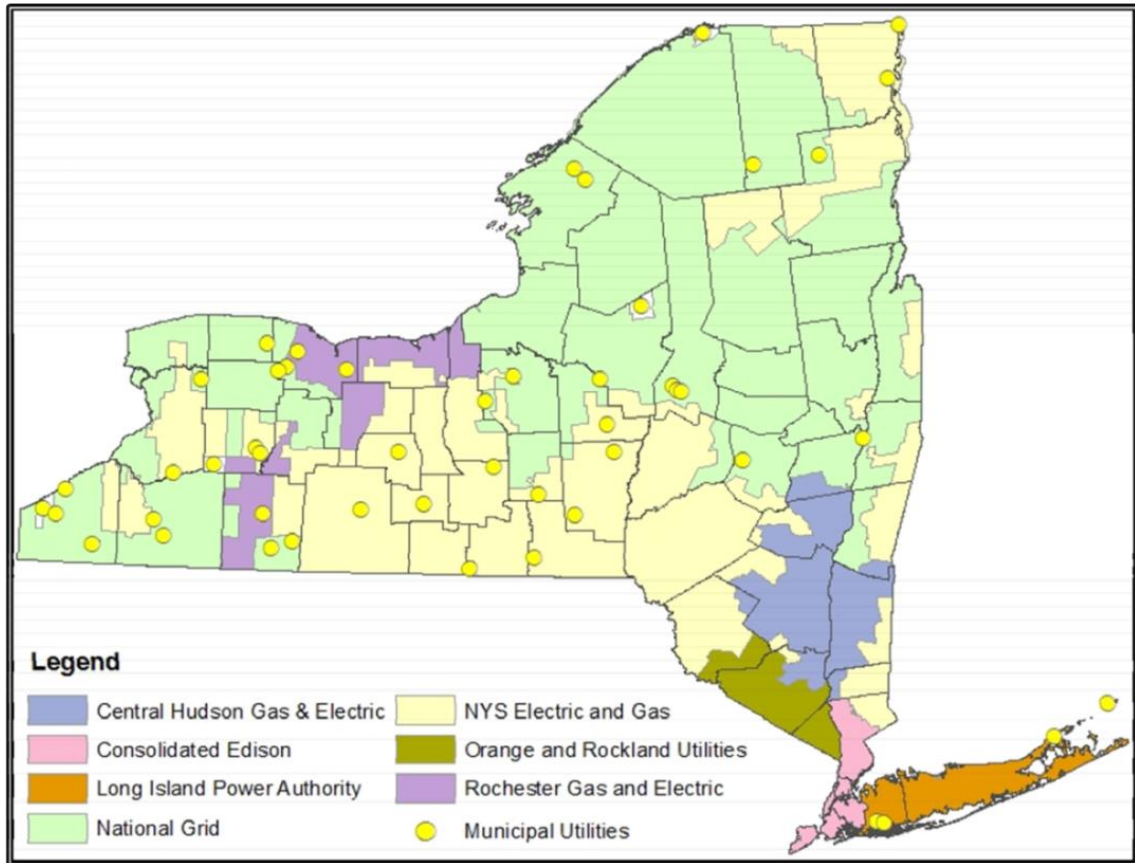 Legend
Central Hudson Gas & Electric
NYS Electric and Gas
Consolidated Edison
Orange and Rockland Utilities
Long Island Power Authority
Rochester Gas and Electric
National Grid
Municipal Utilities